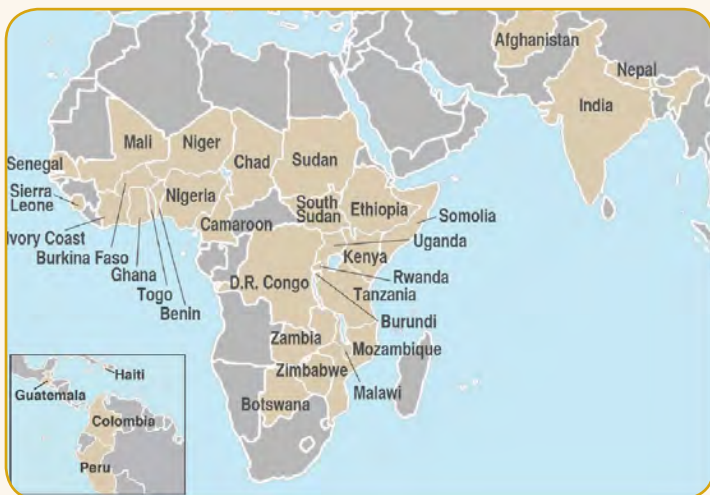 Afghanistan
Nepal
India
Mali
Niger
Chad
Sudan
Senegal
Sierra
Leone
Nigeria
South
Sudan
Ethiopia
Somolia
Ivory Coast
Camaroon
Uganda
Burkina Faso
Kenya
Ghana
Rwanda
D.R. Congo
Togo
Tanzania
Benin
Burundi
Zambia
Mozambique
Zimbabwe
Malawi
Botswana
Haiti
Guatemala
Colombia
Peru